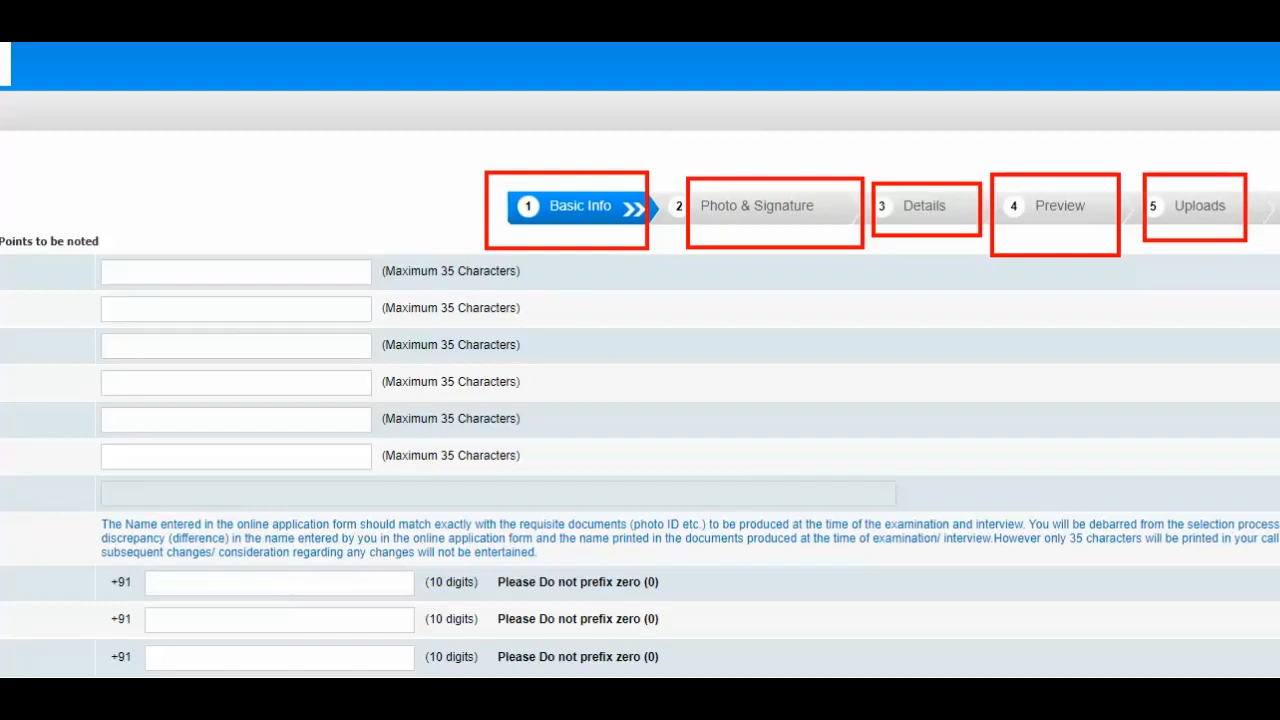 1 Basic Info 2 Photo & Signature 3 Details 4 Preview 5 Uploads
Points to be noted
(Maximum 35 Characters)
(Maximum 35 Characters)
(Maximum 35 Characters)
(Maximum 35 Characters)
(Maximum 35 Characters)
(Maximum 35 Characters)
The Name entered in the online application form should match exactly with the requisite documents (photo ID etc.) to be produced at the time of the examination and interview. You will be debarred from the selection process
discrepancy (difference) in the name entered by you in the online application form and the name printed in the documents produced at the time of examination/ interview.However only 35 characters will be printed in your call
subsequent changes/ consideration regarding any changes will not be entertained.
+91 (10 digits) Please Do not prefix zero (0)
+91 (10 digits) Please Do not prefix zero (0)
+91 (10 digits) Please Do not prefix zero (0)